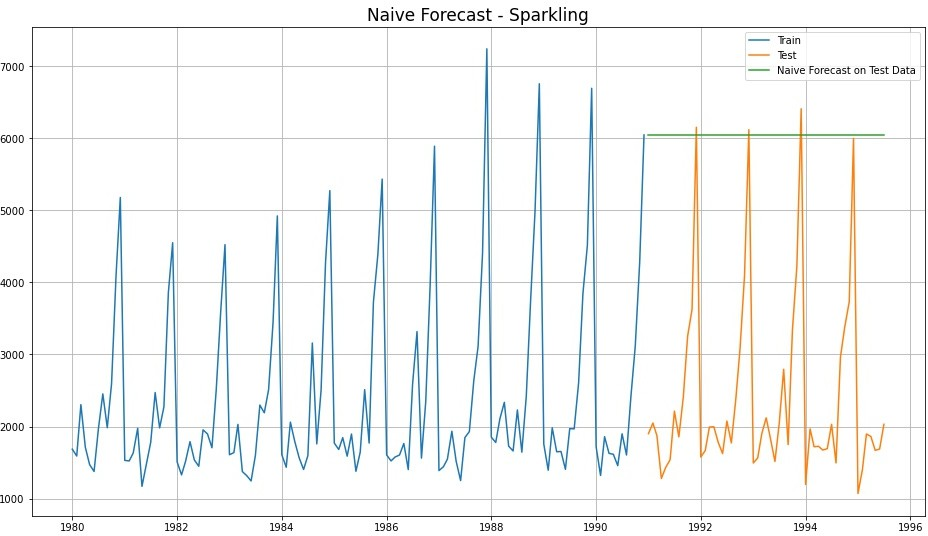 Naive Forecast - Sparkling
Train
Test
Naive Forecast on Test Data
7000
6000
5000
4000
3000
2000
1000
1980 1982 1984 1986 1988 1990 1992 1994 1996